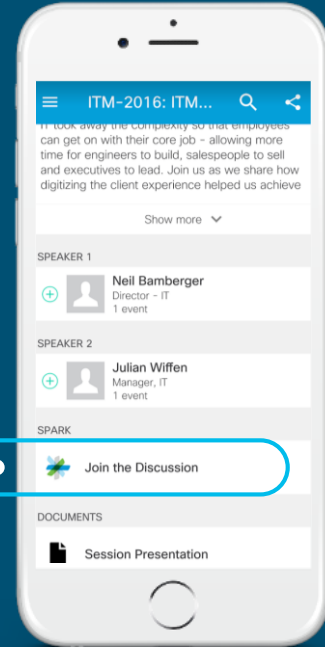 ITM-2016: ITM...
IT took away the complexity so that employees
can get on with their core job - allowing more
time for engineers to build, salespeople to sell
and executives to lead. Join us as we share how
digitizing the client experience helped us achieve
Show more
SPEAKER 1
Neil Bamberger
Director - IT
1 event
SPEAKER 2
Julian Wiffen
Manager, IT
1 event
SPARK
Join the Discussion
DOCUMENTS
Session Presentation